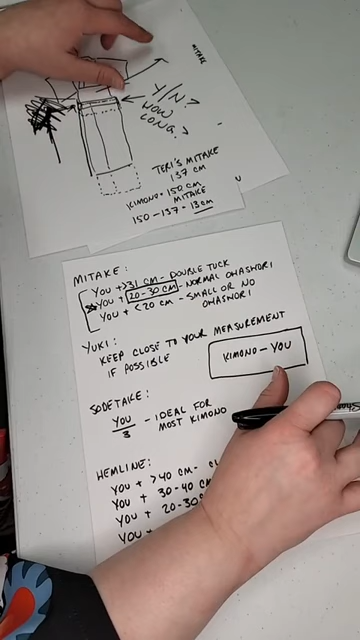 MITAKE
Y/N?
HOW
LONG?
TERI'S MITAKE
137 CM
KIMONO = 150 CM
MITAKE
150 - 137 = 13 CM
MITAKE:
YOU + >31 CM - DOUBLE TUCK
YOU + 20-30 CM - NORMAL OHASHORI
YOU + <20 CM - SMALL OR NO
OHASHORI
YUKI:
KEEP CLOSE TO YOUR MEASUREMENT
IF POSSIBLE
KIMONO - YOU
SODETAKE:
YOU
3
- IDEAL FOR
MOST KIMONO
HEMLINE:
YOU + >40 CM -
YOU + 30-40 CM
YOU + 20-30
YOU +